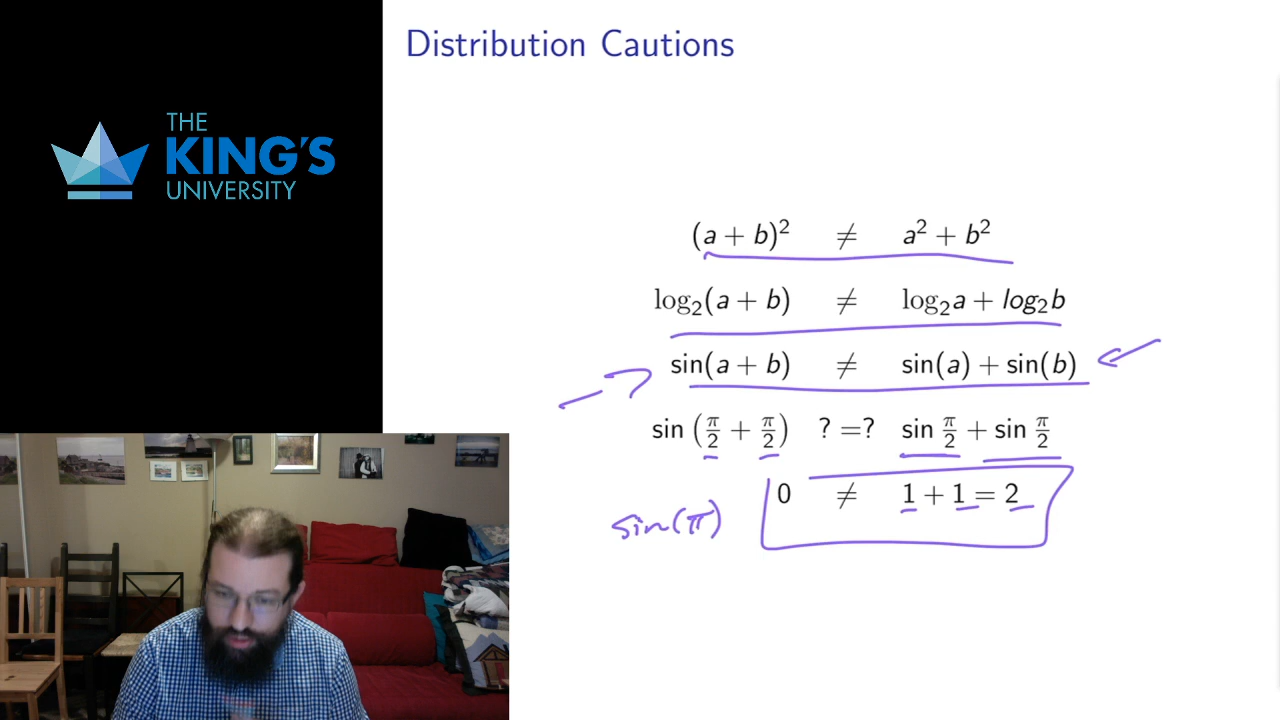 Distribution Cautions
THE
KING'S
UNIVERSITY
(a + b)² ≠ a² + b²
log₂(a + b) ≠ log₂a + log₂b
sin(a + b) ≠ sin(a) + sin(b)
sin (π/2 + π/2) ? =? sin π/2 + sin π/2
0 ≠ 1 + 1 = 2
sin(π)